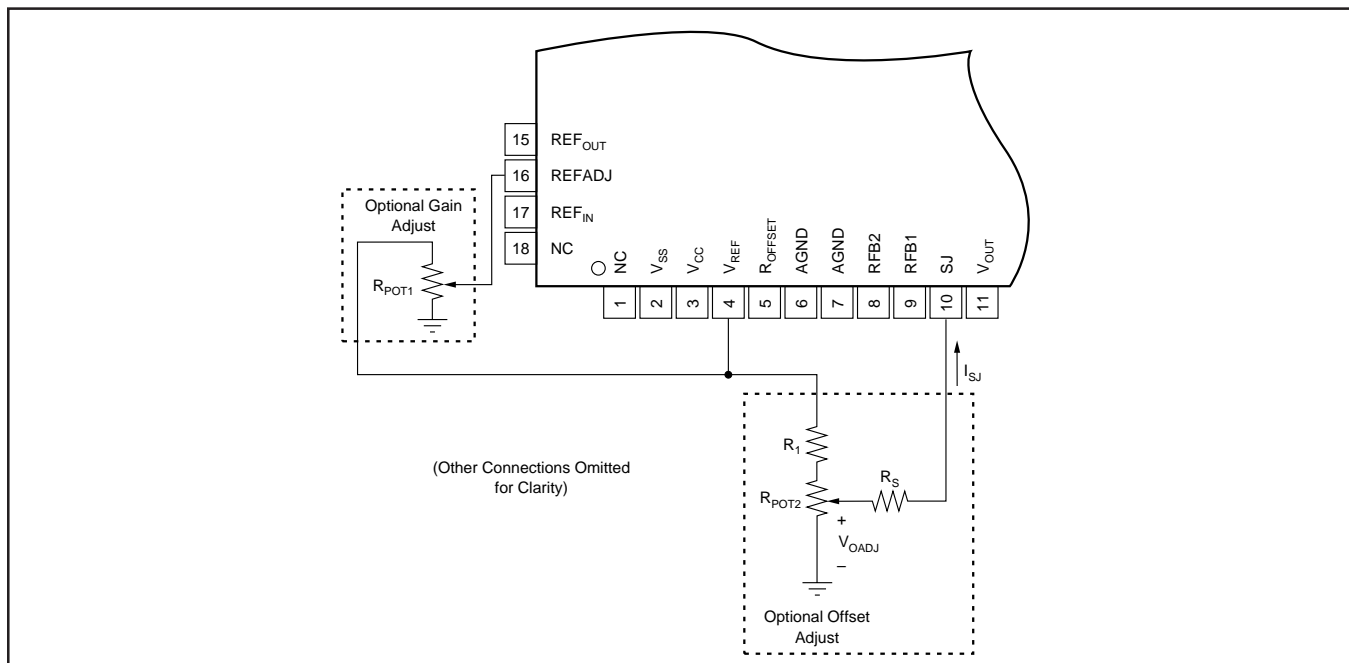 15 REF_OUT
16 REFADJ
17 REF_IN
18 NC
Optional Gain
Adjust
R_POT1
NC
V_SS
V_CC
V_REF
R_OFFSET
AGND
AGND
RFB2
RFB1
SJ
V_OUT
1
2
3
4
5
6
7
8
9
10
11
I_SJ
R_1
(Other Connections Omitted
for Clarity)
R_POT2
R_S
+
V_OADJ
–
Optional Offset
Adjust